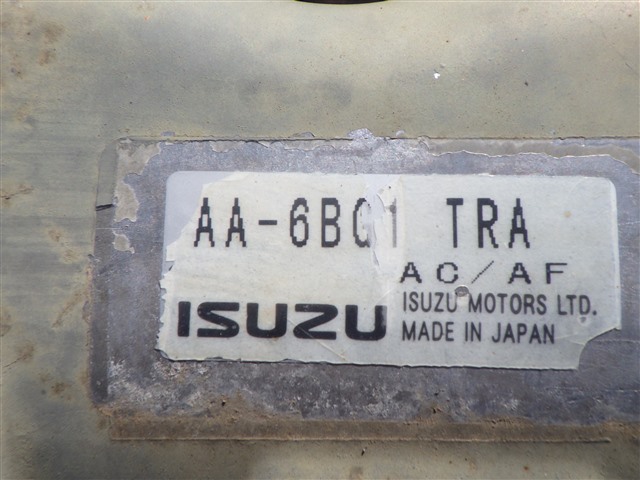 AA-6BG1 TRA
AC/AF
ISUZU
ISUZU MOTORS LTD.
MADE IN JAPAN